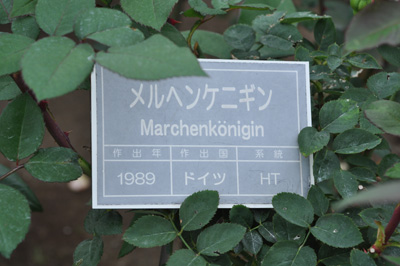 メルヘンケニギン
Marchenkönigin
作出年 作出国 系統
1989 ドイツ HT